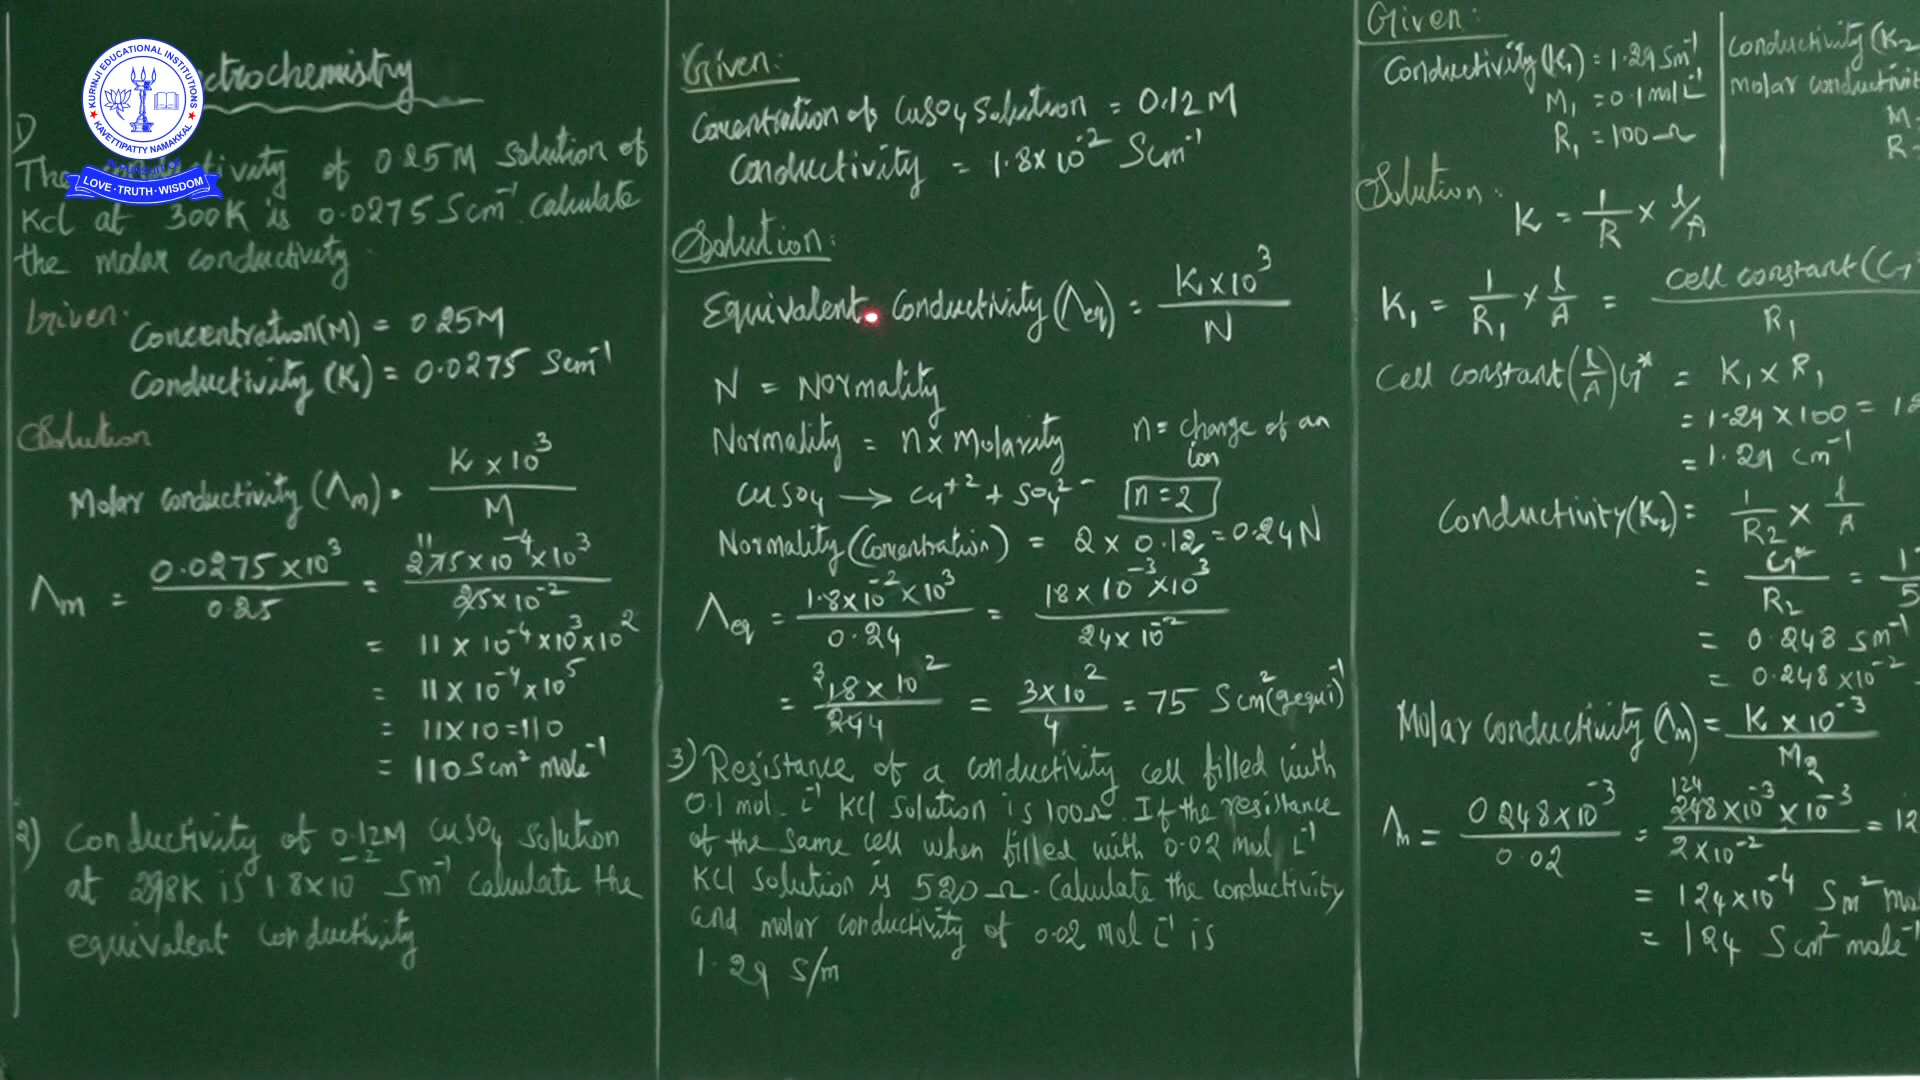 KURINJI EDUCATIONAL INSTITUTIONS
KAVETTIPATTY NAMAKKAL
LOVE · TRUTH · WISDOM
ctrochemistry
1)
The ivity of 0.25M solution of
Kcl at 300K is 0.0275 Scm⁻¹. Calculate
the molar conductivity.
Given:
Concentration(M) = 0.25M
Conductivity (K) = 0.0275 Scm⁻¹
Solution
Molar conductivity (Λm) = K × 10³ / M
Λm = 0.0275 × 10³ / 0.25 = 275 × 10⁻⁴ × 10³ / 25 × 10⁻² 11
= 11 × 10⁻⁴ × 10³ × 10²
= 11 × 10⁻⁴ × 10⁵
= 11 × 10 = 110
= 110 Scm² mole⁻¹
2) Conductivity of 0.12M CuSO₄ solution
at 298K is 1.8×10⁻² Sm⁻¹ Calculate the
equivalent conductivity
Given:
Concentration of CuSO₄ Solution = 0.12 M
Conductivity = 1.8 × 10⁻² Scm⁻¹
Solution:
Equivalent Conductivity (Λeq) = K × 10³ / N
N = Normality
Normality = n × Molarity n = charge of an
ion
CuSO₄ → Cu⁺² + SO₄²⁻ n = 2
Normality (Concentration) = 2 × 0.12 = 0.24 N
Λeq = 1.8 × 10⁻² × 10³ / 0.24 = 18 × 10⁻³ × 10³ / 24 × 10⁻²
= 18 × 10² / 24 4 3 = 3 × 10² / 4 = 75 S cm² (g equi)⁻¹
3) Resistance of a conductivity cell filled with
0.1 mol. L⁻¹ KCl Solution is 100Ω. If the resistance
of the same cell when filled with 0.02 mol L⁻¹
KCl Solution is 520 Ω. Calculate the conductivity
and molar conductivity of 0.02 mol L⁻¹ is
1.29 S/m
Given:
Conductivity (K₁) = 1.29 Sm⁻¹
M₁ = 0.1 mol L⁻¹
R₁ = 100 Ω
Conductivity (K₂
molar conductivit
M
R =
Solution:
K = 1/R × l/A
K₁ = 1/R₁ × l/A = Cell constant (G / R₁
Cell constant (l/A) G* = K₁ × R₁
= 1.29 × 100 = 12
= 1.29 cm⁻¹
Conductivity (K₂) = 1/R₂ × l/A
= G*/R₂ = 1 / 5
= 0.248 Sm⁻¹
= 0.248 × 10⁻²
Molar conductivity (Λm) = K × 10⁻³ / M₂
Λm = 0.248 × 10⁻³ / 0.02 = 248 × 10⁻³ × 10⁻³ / 2 × 10⁻² 124 = 12
= 124 × 10⁻⁴ Sm² mo
= 124 Scm² mole⁻¹